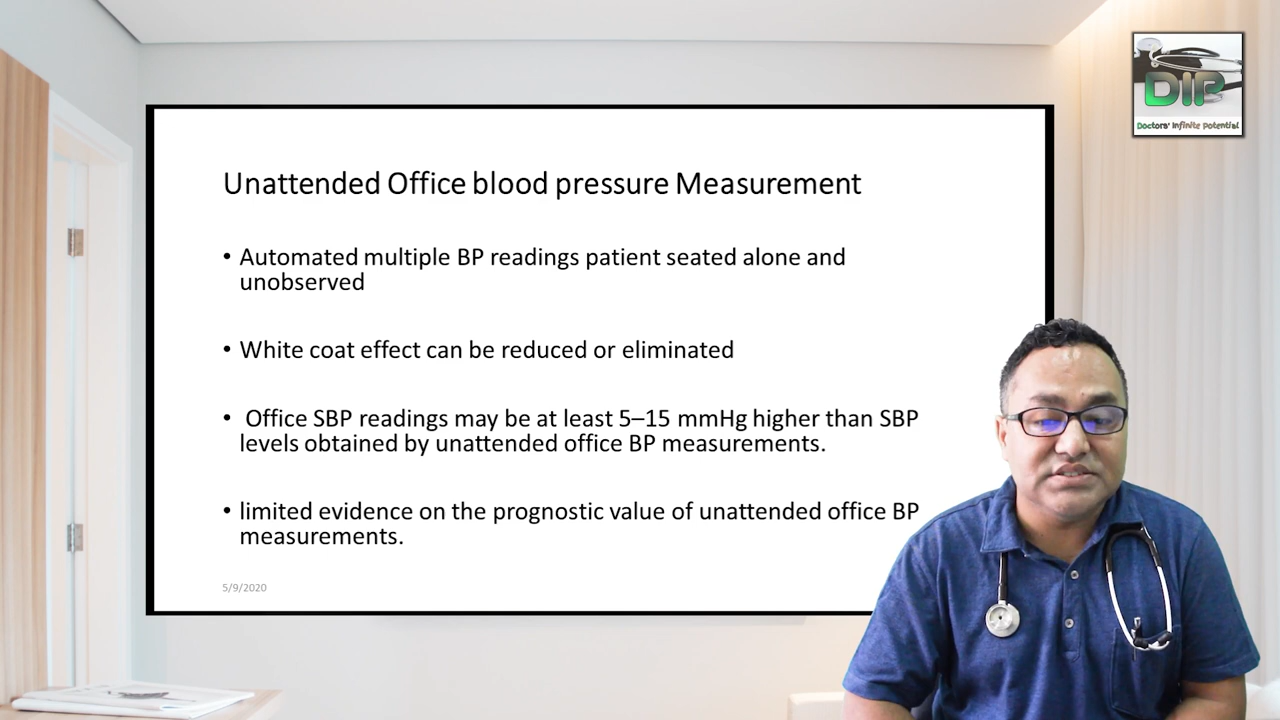 DIP
Doctors' Infinite Potential
Unattended Office blood pressure Measurement
• Automated multiple BP readings patient seated alone and
unobserved
• White coat effect can be reduced or eliminated
• Office SBP readings may be at least 5–15 mmHg higher than SBP
levels obtained by unattended office BP measurements.
• limited evidence on the prognostic value of unattended office BP
measurements.
5/9/2020